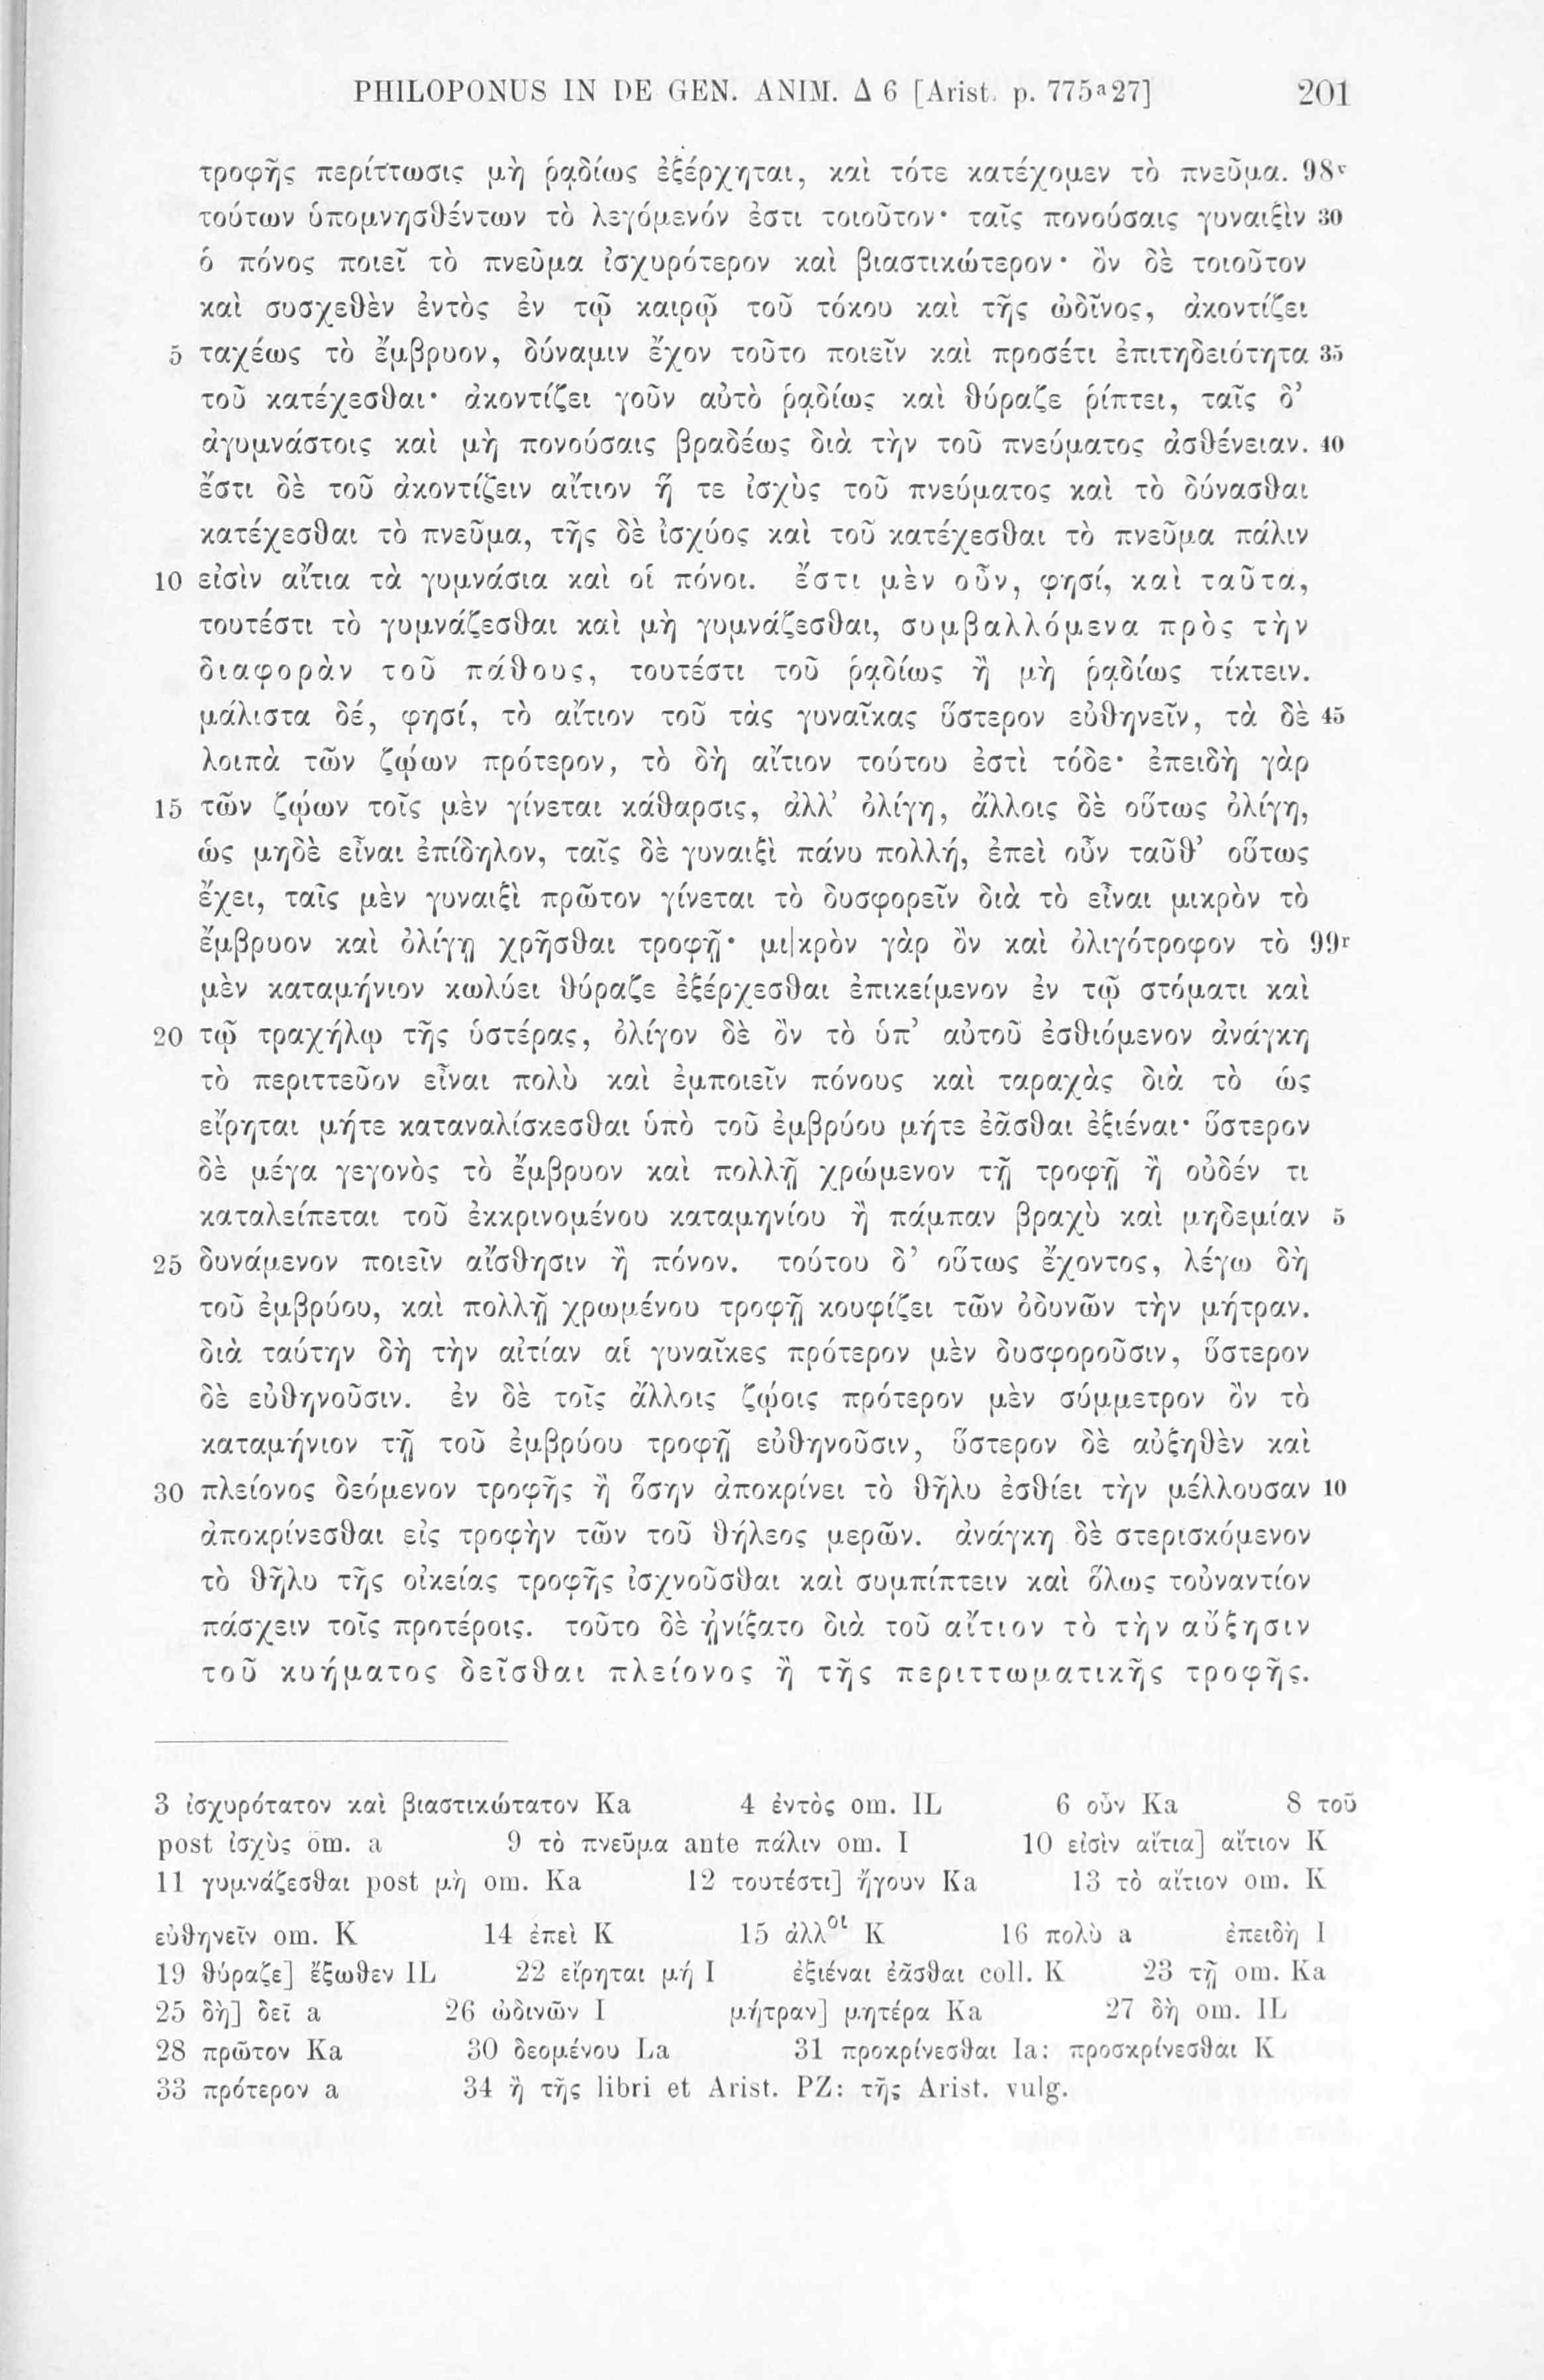 PHILOPONUS IN DE GEN. ANIM. Δ 6 [Arist. p. 775ᵃ27] 201
τροφῆς περίττωσις μὴ ῥᾳδίως ἐξέρχηται, καὶ τότε κατέχομεν τὸ πνεῦμα. 98ᵛ
τούτων ὑπομνησθέντων τὸ λεγόμενόν ἐστι τοιοῦτον· ταῖς πονούσαις γυναιξὶν 30
ὁ πόνος ποιεῖ τὸ πνεῦμα ἰσχυρότερον καὶ βιαστικώτερον· ὂν δὲ τοιοῦτον
καὶ συσχεθὲν ἐντὸς ἐν τῷ καιρῷ τοῦ τόκου καὶ τῆς ὠδῖνος, ἀκοντίζει
5 ταχέως τὸ ἔμβρυον, δύναμιν ἔχον τοῦτο ποιεῖν καὶ προσέτι ἐπιτηδειότητα 35
τοῦ κατέχεσθαι· ἀκοντίζει γοῦν αὐτὸ ῥᾳδίως καὶ θύραζε ῥίπτει, ταῖς δ’
ἀγυμνάστοις καὶ μὴ πονούσαις βραδέως διὰ τὴν τοῦ πνεύματος ἀσθένειαν. 40
ἔστι δὲ τοῦ ἀκοντίζειν αἴτιον ἥ τε ἰσχὺς τοῦ πνεύματος καὶ τὸ δύνασθαι
κατέχεσθαι τὸ πνεῦμα, τῆς δὲ ἰσχύος καὶ τοῦ κατέχεσθαι τὸ πνεῦμα πάλιν
10 εἰσὶν αἴτια τὰ γυμνάσια καὶ οἱ πόνοι. ἔστι μὲν οὖν, φησί, καὶ ταῦτα,
τουτέστι τὸ γυμνάζεσθαι καὶ μὴ γυμνάζεσθαι, συμβαλλόμενα πρὸς τὴν
διαφορὰν τοῦ πάθους, τουτέστι τοῦ ῥᾳδίως ἢ μὴ ῥᾳδίως τίκτειν.
μάλιστα δέ, φησί, τὸ αἴτιον τοῦ τὰς γυναῖκας ὕστερον εὐθηνεῖν, τὰ δὲ 45
λοιπὰ τῶν ζῴων πρότερον, τὸ δὴ αἴτιον τούτου ἐστὶ τόδε· ἐπειδὴ γὰρ
15 τῶν ζῴων τοῖς μὲν γίνεται κάθαρσις, ἀλλ’ ὀλίγη, ἄλλοις δὲ οὕτως ὀλίγη,
ὡς μηδὲ εἶναι ἐπίδηλον, ταῖς δὲ γυναιξὶ πάνυ πολλή, ἐπεὶ οὖν ταῦθ’ οὕτως
ἔχει, ταῖς μὲν γυναιξὶ πρῶτον γίνεται τὸ δυσφορεῖν διὰ τὸ εἶναι μικρὸν τὸ
ἔμβρυον καὶ ὀλίγῃ χρῆσθαι τροφῇ· μι|κρὸν γὰρ ὂν καὶ ὀλιγότροφον τὸ 99ʳ
μὲν καταμήνιον κωλύει θύραζε ἐξέρχεσθαι ἐπικείμενον ἐν τῷ στόματι καὶ
20 τῷ τραχήλῳ τῆς ὑστέρας, ὀλίγον δὲ ὂν τὸ ὑπ’ αὐτοῦ ἐσθιόμενον ἀνάγκη
τὸ περιττεῦον εἶναι πολὺ καὶ ἐμποιεῖν πόνους καὶ ταραχὰς διὰ τὸ ὡς
εἴρηται μήτε καταναλίσκεσθαι ὑπὸ τοῦ ἐμβρύου μήτε ἐᾶσθαι ἐξιέναι· ὕστερον
δὲ μέγα γεγονὸς τὸ ἔμβρυον καὶ πολλῇ χρώμενον τῇ τροφῇ ἢ οὐδέν τι
καταλείπεται τοῦ ἐκκρινομένου καταμηνίου ἢ πάμπαν βραχὺ καὶ μηδεμίαν 5
25 δυνάμενον ποιεῖν αἴσθησιν ἢ πόνον. τούτου δ’ οὕτως ἔχοντος, λέγω δὴ
τοῦ ἐμβρύου, καὶ πολλῇ χρωμένου τροφῇ κουφίζει τῶν ὀδυνῶν τὴν μήτραν.
διὰ ταύτην δὴ τὴν αἰτίαν αἱ γυναῖκες πρότερον μὲν δυσφοροῦσιν, ὕστερον
δὲ εὐθηνοῦσιν. ἐν δὲ τοῖς ἄλλοις ζῴοις πρότερον μὲν σύμμετρον ὂν τὸ
καταμήνιον τῇ τοῦ ἐμβρύου τροφῇ εὐθηνοῦσιν, ὕστερον δὲ αὐξηθὲν καὶ
30 πλείονος δεόμενον τροφῆς ἢ ὅσην ἀποκρίνει τὸ θῆλυ ἐσθίει τὴν μέλλουσαν 10
ἀποκρίνεσθαι εἰς τροφὴν τῶν τοῦ θήλεος μερῶν. ἀνάγκη δὲ στερισκόμενον
τὸ θῆλυ τῆς οἰκείας τροφῆς ἰσχνοῦσθαι καὶ συμπίπτειν καὶ ὅλως τοὐναντίον
πάσχειν τοῖς προτέροις. τοῦτο δὲ ᾐνίξατο διὰ τοῦ αἴτιον τὸ τὴν αὔξησιν
τοῦ κυήματος δεῖσθαι πλείονος ἢ τῆς περιττωματικῆς τροφῆς.
3 ἰσχυρότατον καὶ βιαστικώτατον Ka 4 ἐντὸς om. IL 6 οὖν Ka 8 τοῦ
post ἰσχὺς om. a 9 τὸ πνεῦμα ante πάλιν om. I 10 εἰσὶν αἴτια] αἴτιον K
11 γυμνάζεσθαι post μὴ om. Ka 12 τουτέστι] ἤγουν Ka 13 τὸ αἴτιον om. K
εὐθηνεῖν om. K 14 ἐπεὶ K 15 ἀλλᵒⁱ K 16 πολὺ a ἐπειδὴ I
19 θύραζε] ἔξωθεν IL 22 εἴρηται μή I ἐξιέναι ἐᾶσθαι coll. K 23 τῇ om. Ka
25 δὴ] δεῖ a 26 ὠδινῶν I μήτραν] μητέρα Ka 27 δὴ om. IL
28 πρῶτον Ka 30 δεομένου La 31 προκρίνεσθαι Ia: προσκρίνεσθαι K
33 πρότερον a 34 ἢ τῆς libri et Arist. PZ: τῆς Arist. vulg.